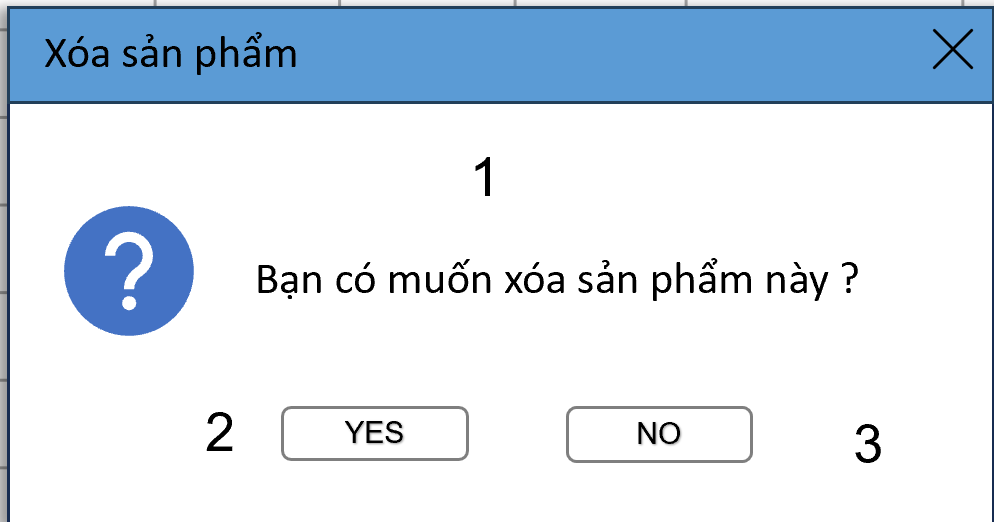 Xóa sản phẩm
1
?
Bạn có muốn xóa sản phẩm này ?
2 YES NO 3